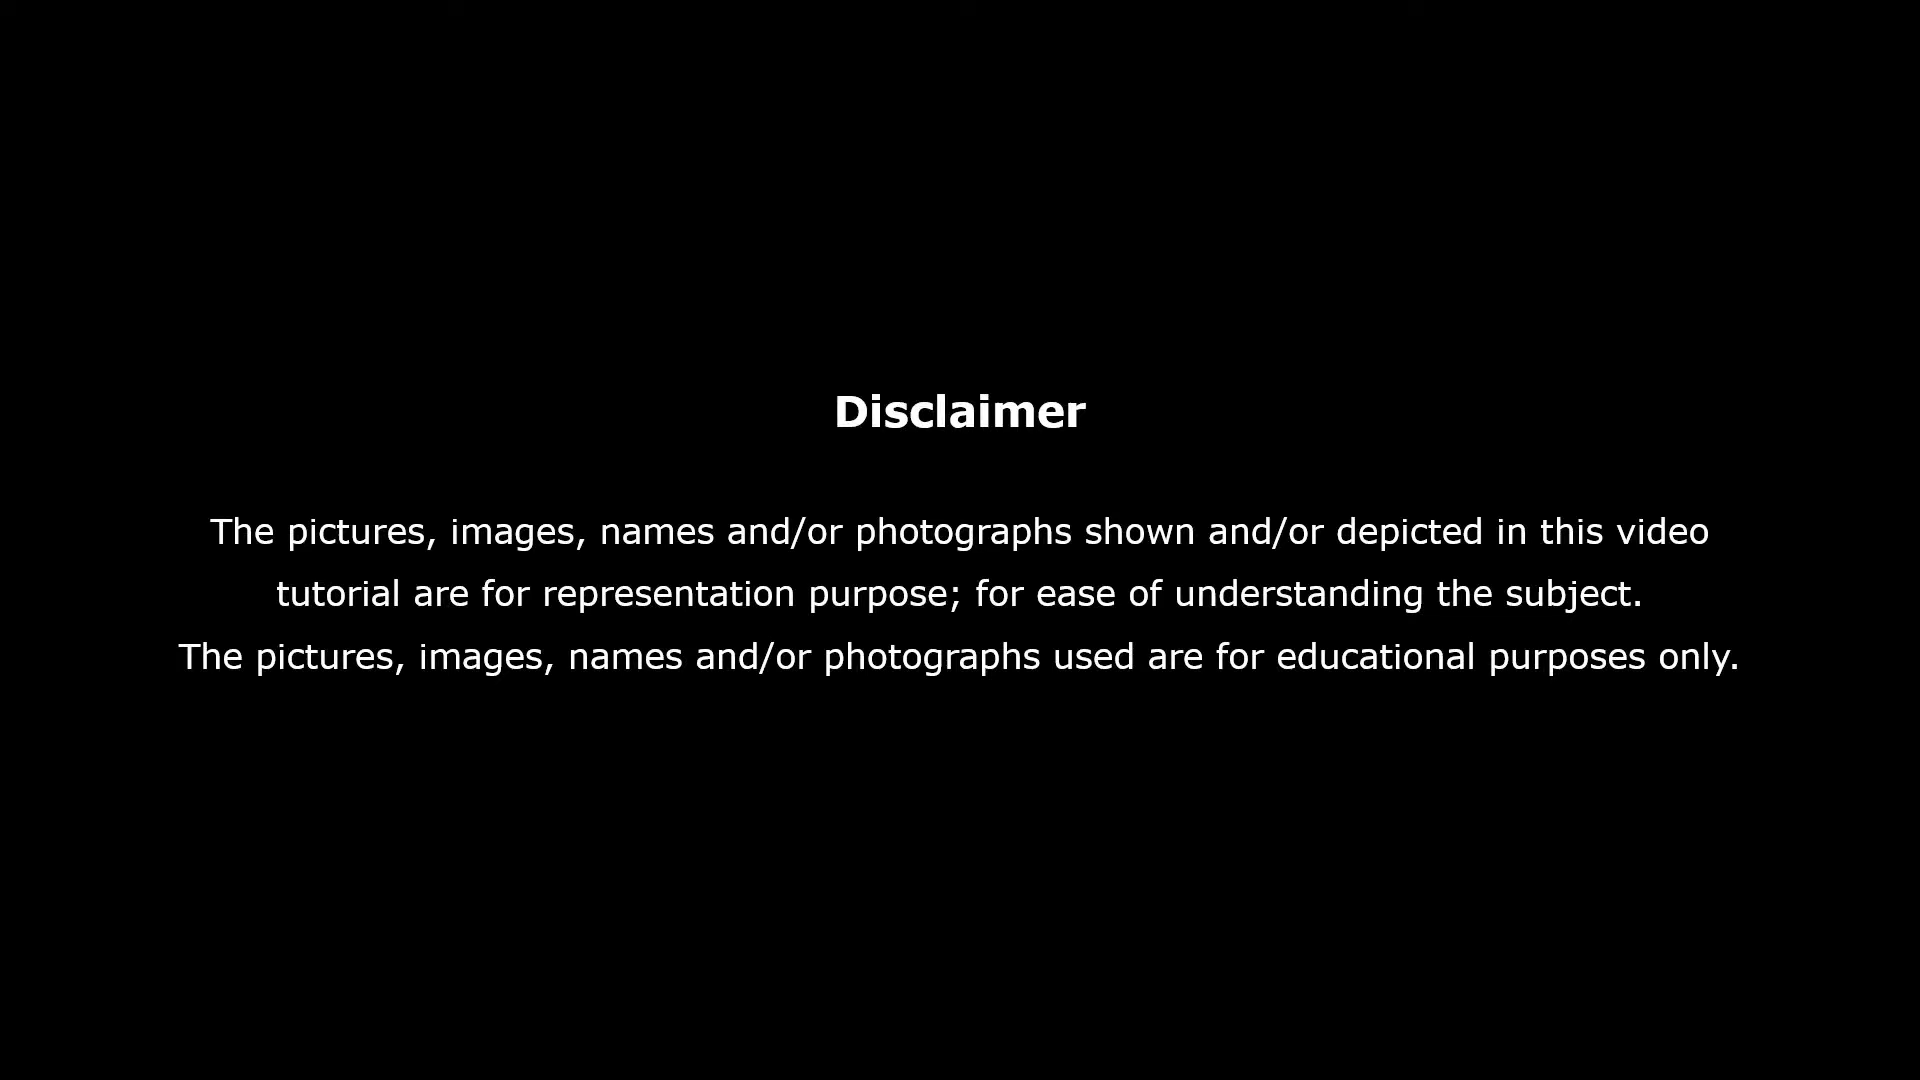 Disclaimer
The pictures, images, names and/or photographs shown and/or depicted in this video
tutorial are for representation purpose; for ease of understanding the subject.
The pictures, images, names and/or photographs used are for educational purposes only.